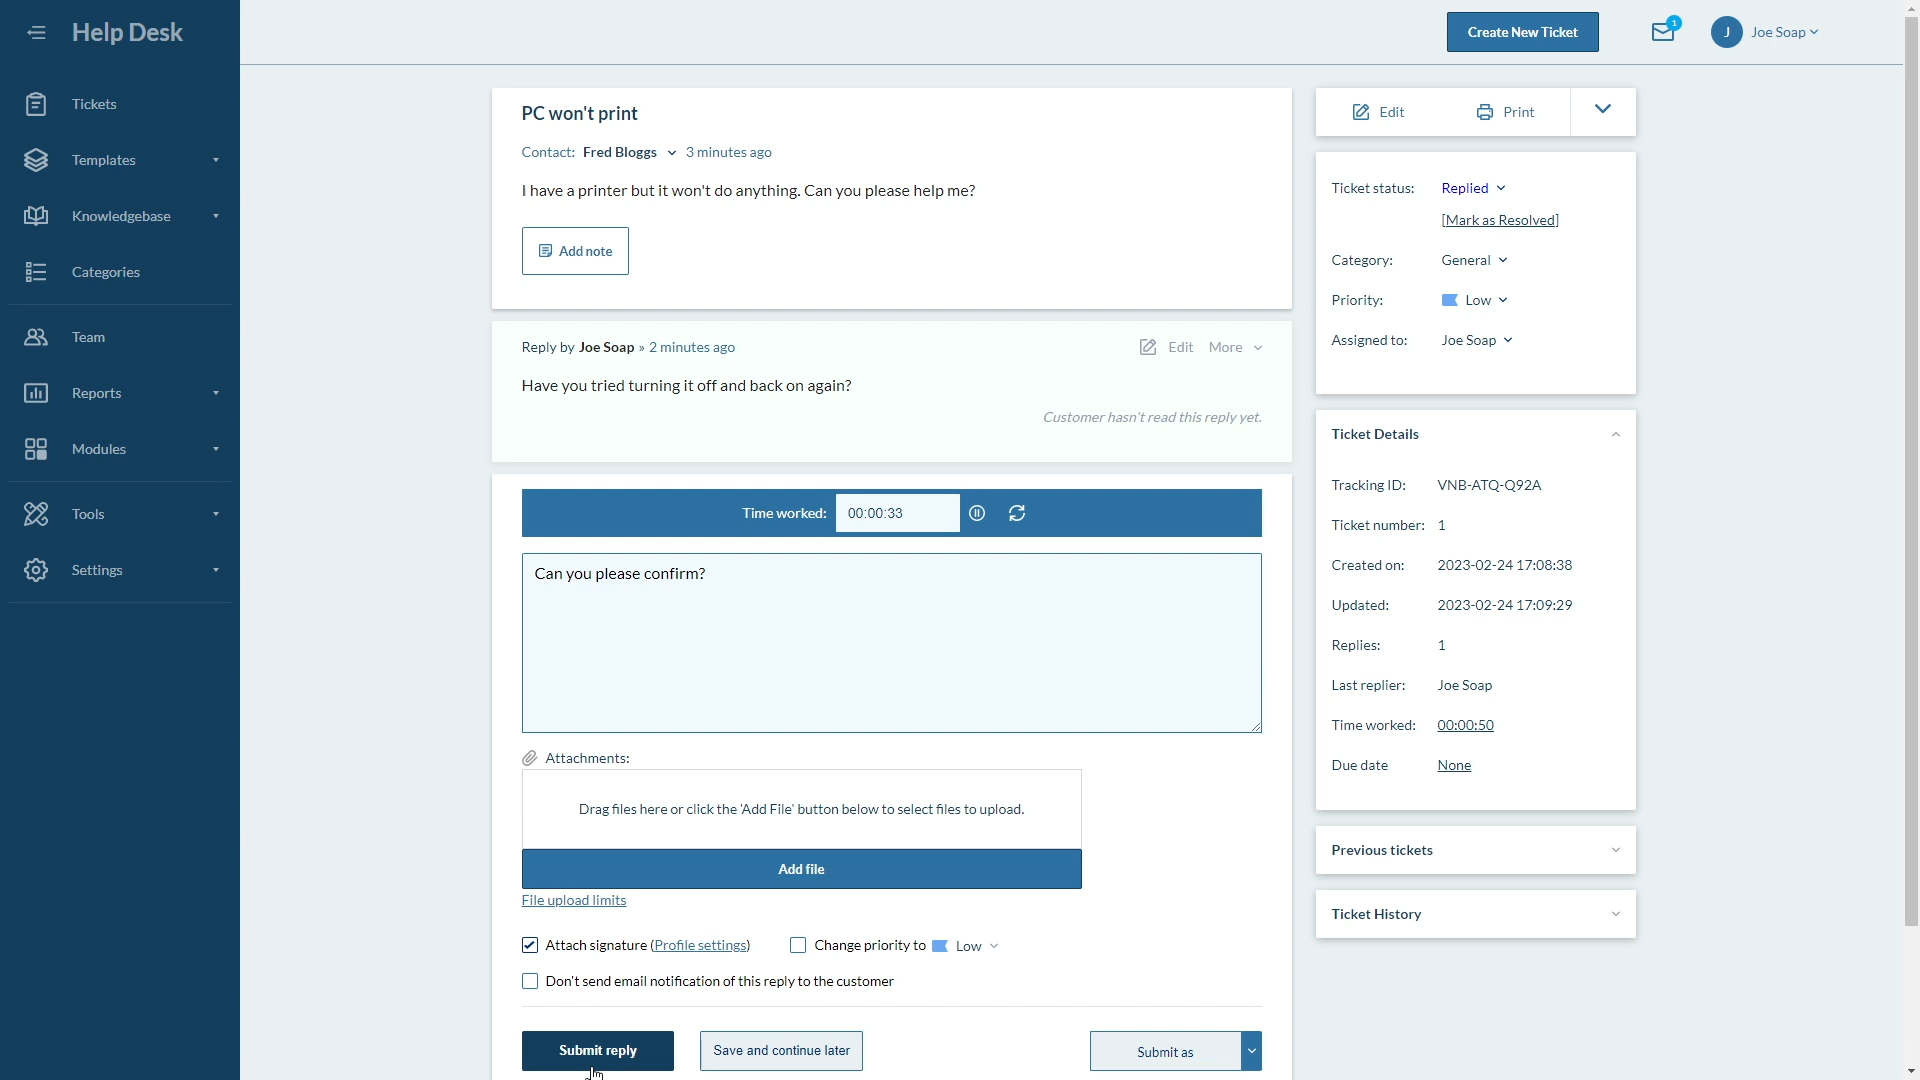 Help Desk
Create New Ticket
1
J
Joe Soap
Tickets
Templates
Knowledgebase
Categories
Team
Reports
Modules
Tools
Settings
PC won't print
Contact: Fred Bloggs 3 minutes ago
I have a printer but it won't do anything. Can you please help me?
Add note
Reply by Joe Soap » 2 minutes ago
Edit More
Have you tried turning it off and back on again?
Customer hasn't read this reply yet.
Time worked: 00:00:33
Can you please confirm?
Attachments:
Drag files here or click the 'Add File' button below to select files to upload.
Add file
File upload limits
Attach signature (Profile settings)
Change priority to Low
Don't send email notification of this reply to the customer
Submit reply
Save and continue later
Submit as
Edit
Print
Ticket status: Replied
[Mark as Resolved]
Category: General
Priority: Low
Assigned to: Joe Soap
Ticket Details
Tracking ID: VNB-ATQ-Q92A
Ticket number: 1
Created on: 2023-02-24 17:08:38
Updated: 2023-02-24 17:09:29
Replies: 1
Last replier: Joe Soap
Time worked: 00:00:50
Due date None
Previous tickets
Ticket History